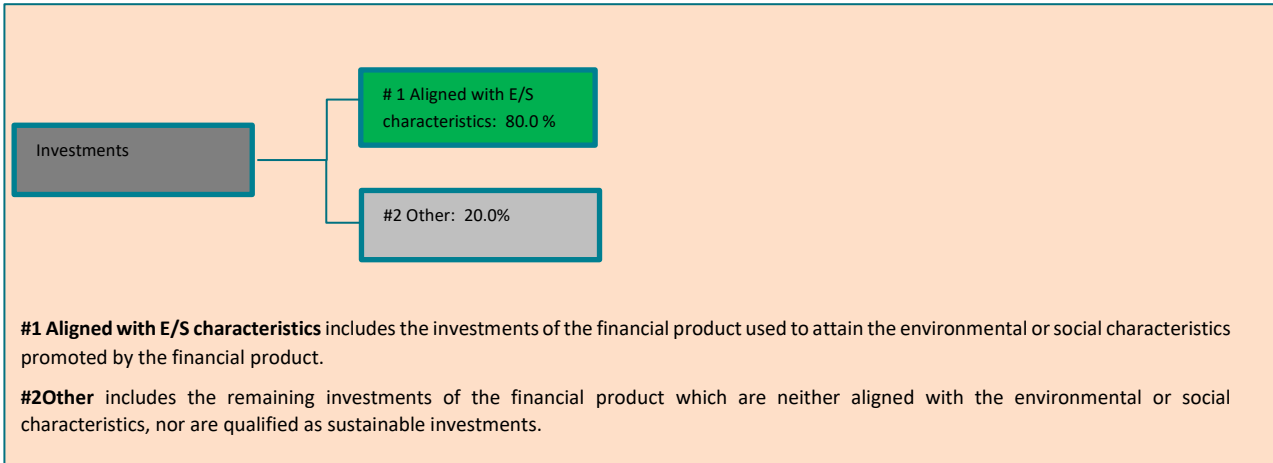 # 1 Aligned with E/S
characteristics: 80.0 %
Investments
#2 Other: 20.0%
#1 Aligned with E/S characteristics includes the investments of the financial product used to attain the environmental or social characteristics
promoted by the financial product.
#2Other includes the remaining investments of the financial product which are neither aligned with the environmental or social
characteristics, nor are qualified as sustainable investments.